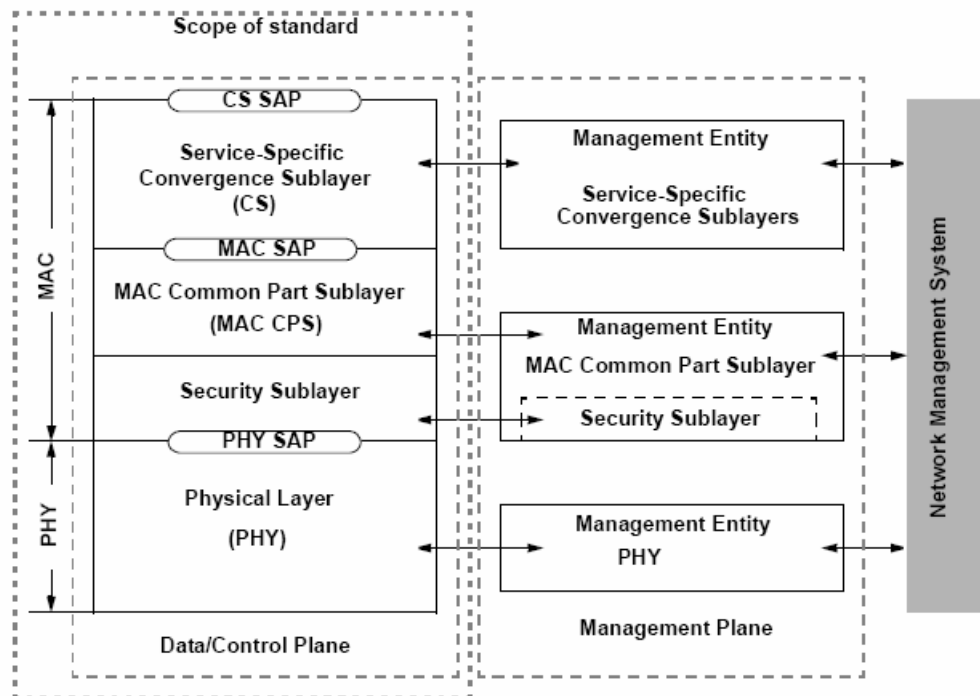 Scope of standard
CS SAP
Service-Specific
Convergence Sublayer
(CS)
MAC SAP
MAC Common Part Sublayer
(MAC CPS)
Security Sublayer
PHY SAP
Physical Layer
(PHY)
Data/Control Plane
MAC
PHY
Management Entity
Service-Specific
Convergence Sublayers
Management Entity
MAC Common Part Sublayer
Security Sublayer
Management Entity
PHY
Management Plane
Network Management System